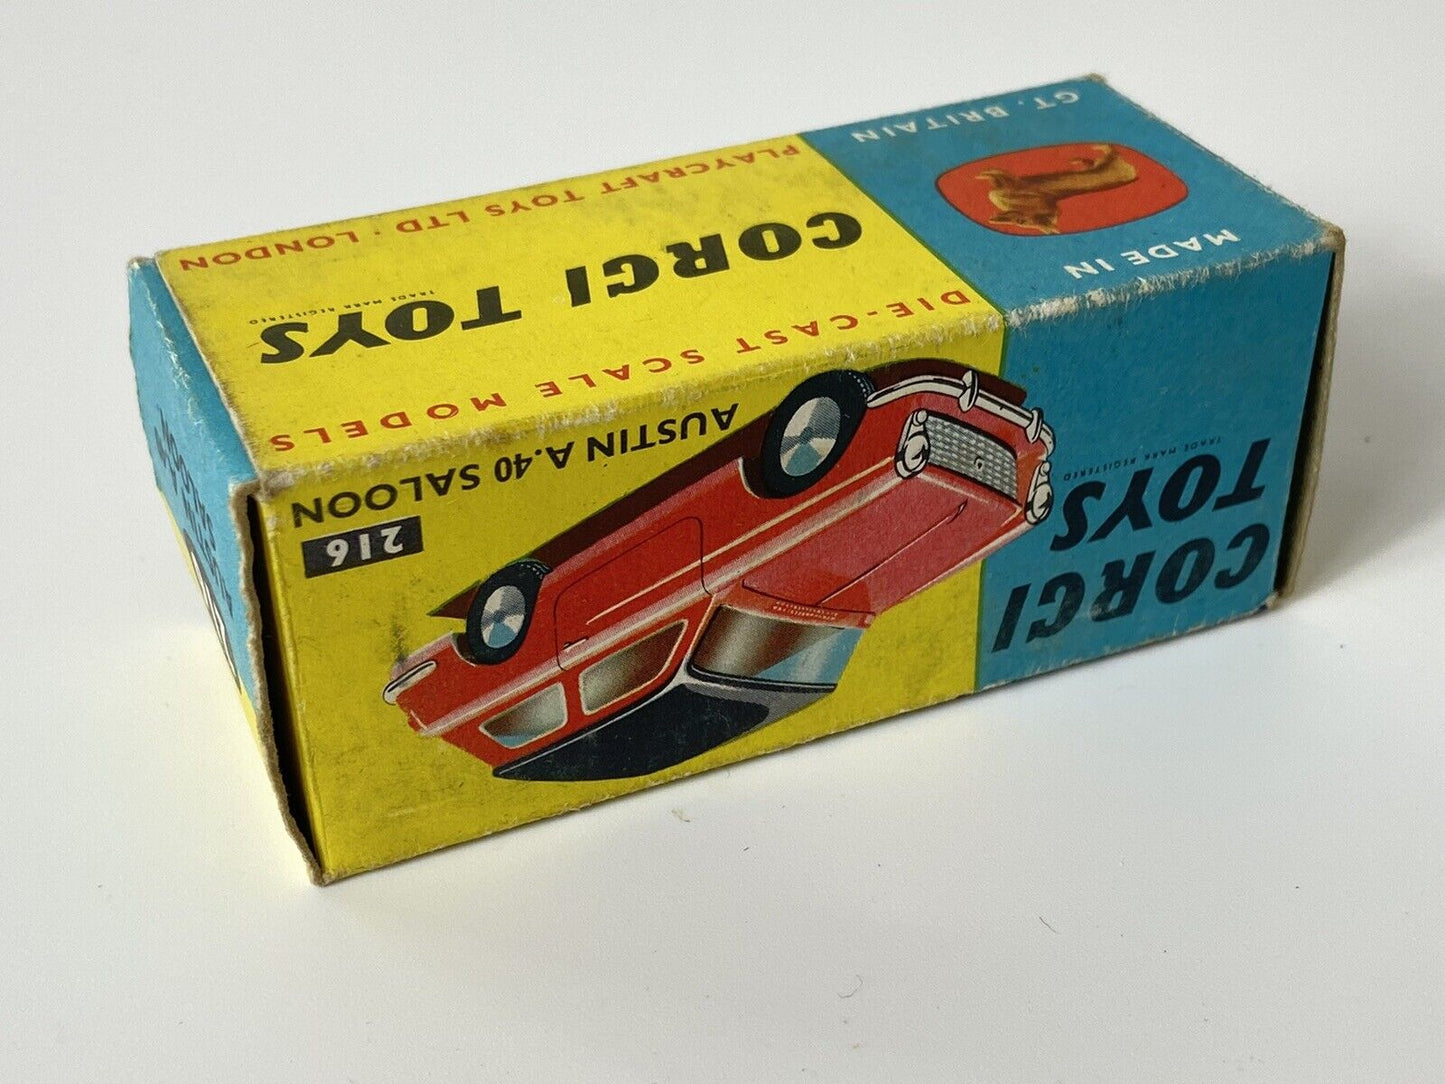 MADE IN
GT. BRITAIN
DIE-CAST SCALE MODELS
CORGI TOYS
TRADE MARK REGISTERED
PLAYCRAFT TOYS LTD · LONDON
CORGI
TOYS
TRADE MARK REGISTERED
216
AUSTIN A.40 SALOON